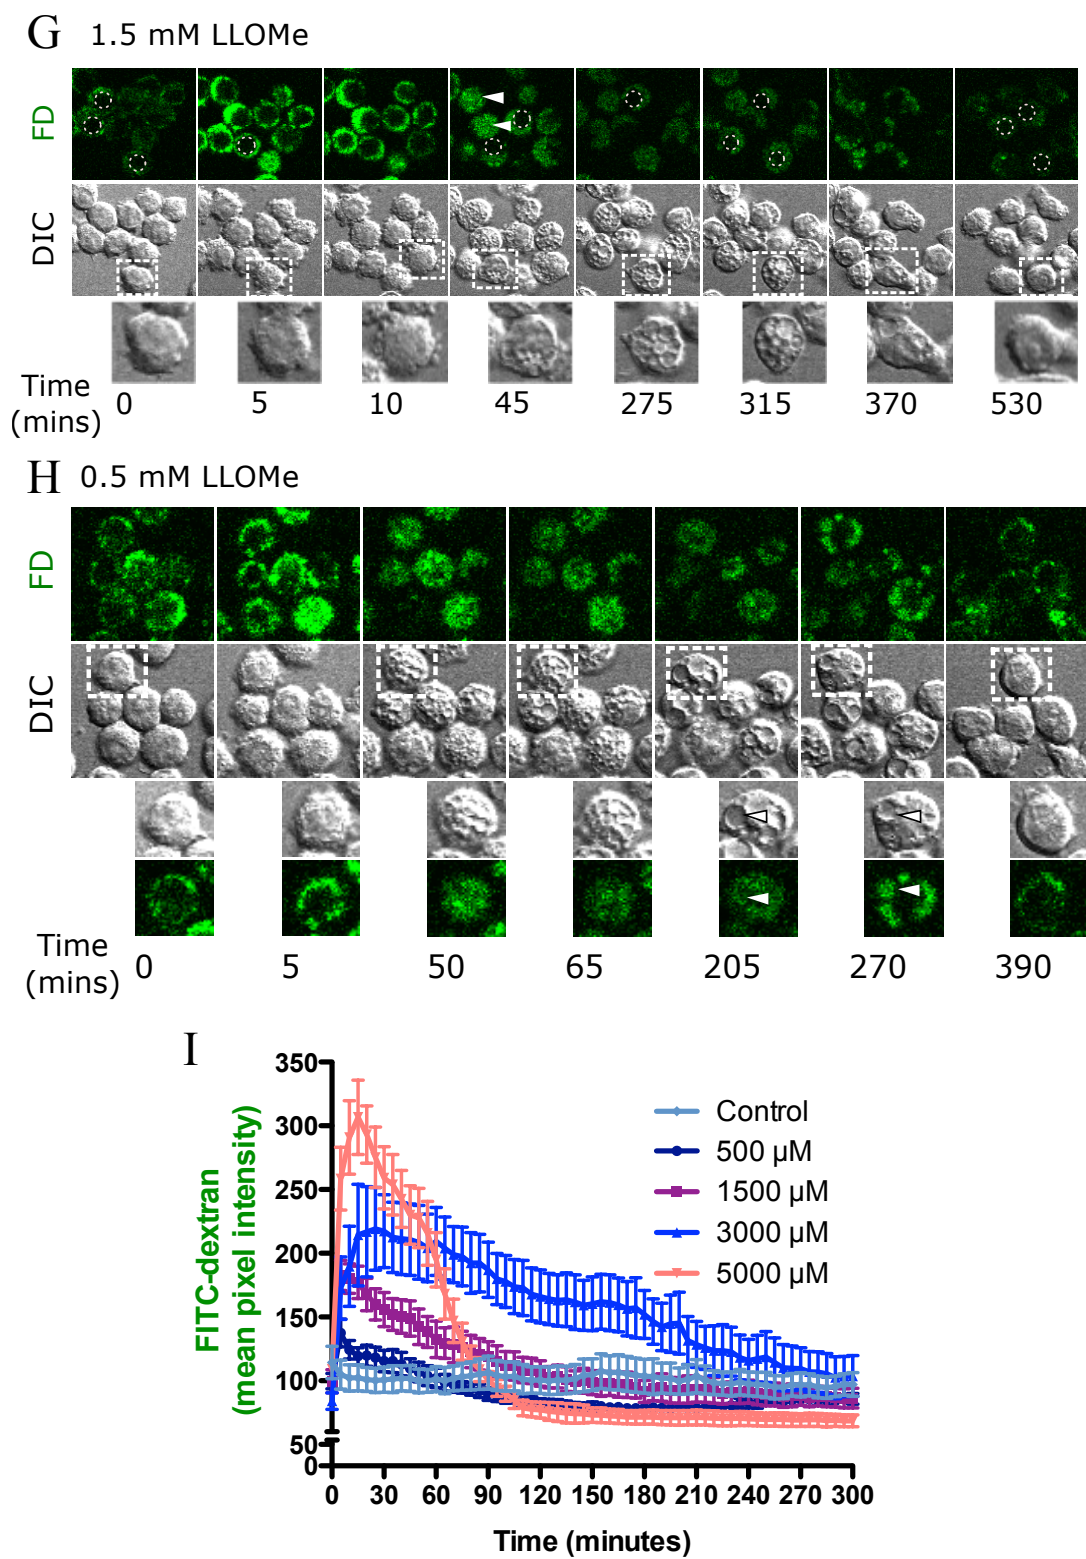 G 1.5 mM LLOMe
FD
DIC
Time
(mins)
0 5 10 45 275 315 370 530
H 0.5 mM LLOMe
FD
DIC
Time
(mins)
0 5 50 65 205 270 390
I
FITC-dextran
(mean pixel intensity)
350
300
250
200
150
100
50
0
Control
500 µM
1500 µM
3000 µM
5000 µM
0 30 60 90 120 150 180 210 240 270 300
Time (minutes)